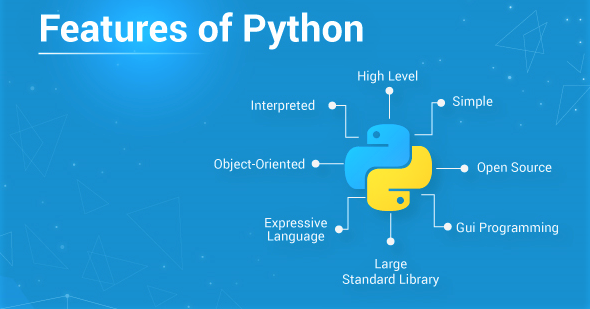 Features of Python
High Level
Interpreted
Simple
Object-Oriented
Open Source
Expressive
Language
Gui Programming
Large
Standard Library